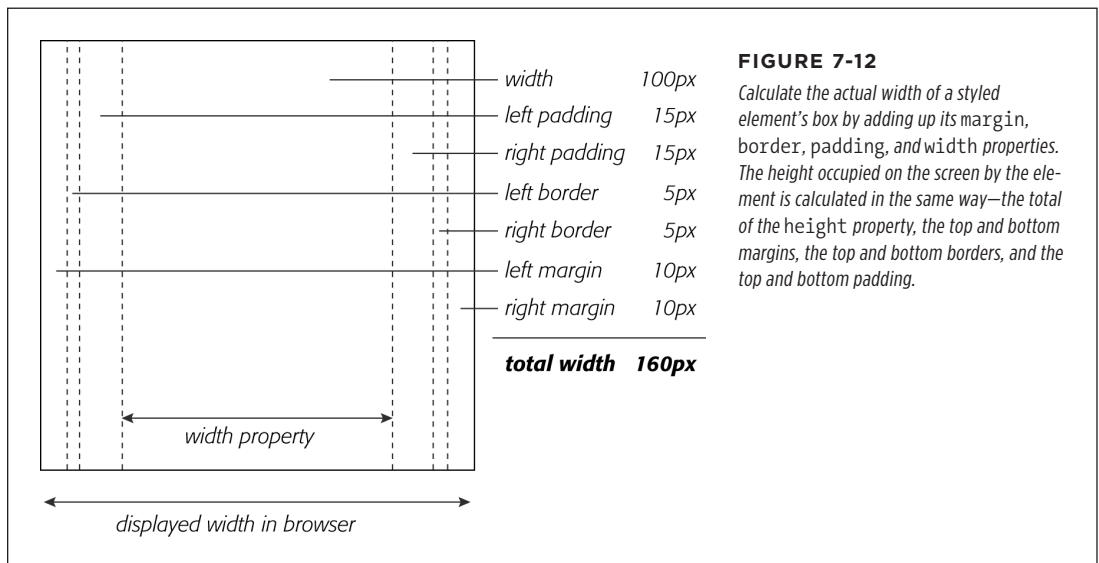 width 100px
left padding 15px
right padding 15px
left border 5px
right border 5px
left margin 10px
right margin 10px
total width 160px
width property
displayed width in browser
FIGURE 7-12
Calculate the actual width of a styled
element's box by adding up its margin,
border, padding, and width properties.
The height occupied on the screen by the ele-
ment is calculated in the same way—the total
of the height property, the top and bottom
margins, the top and bottom borders, and the
top and bottom padding.